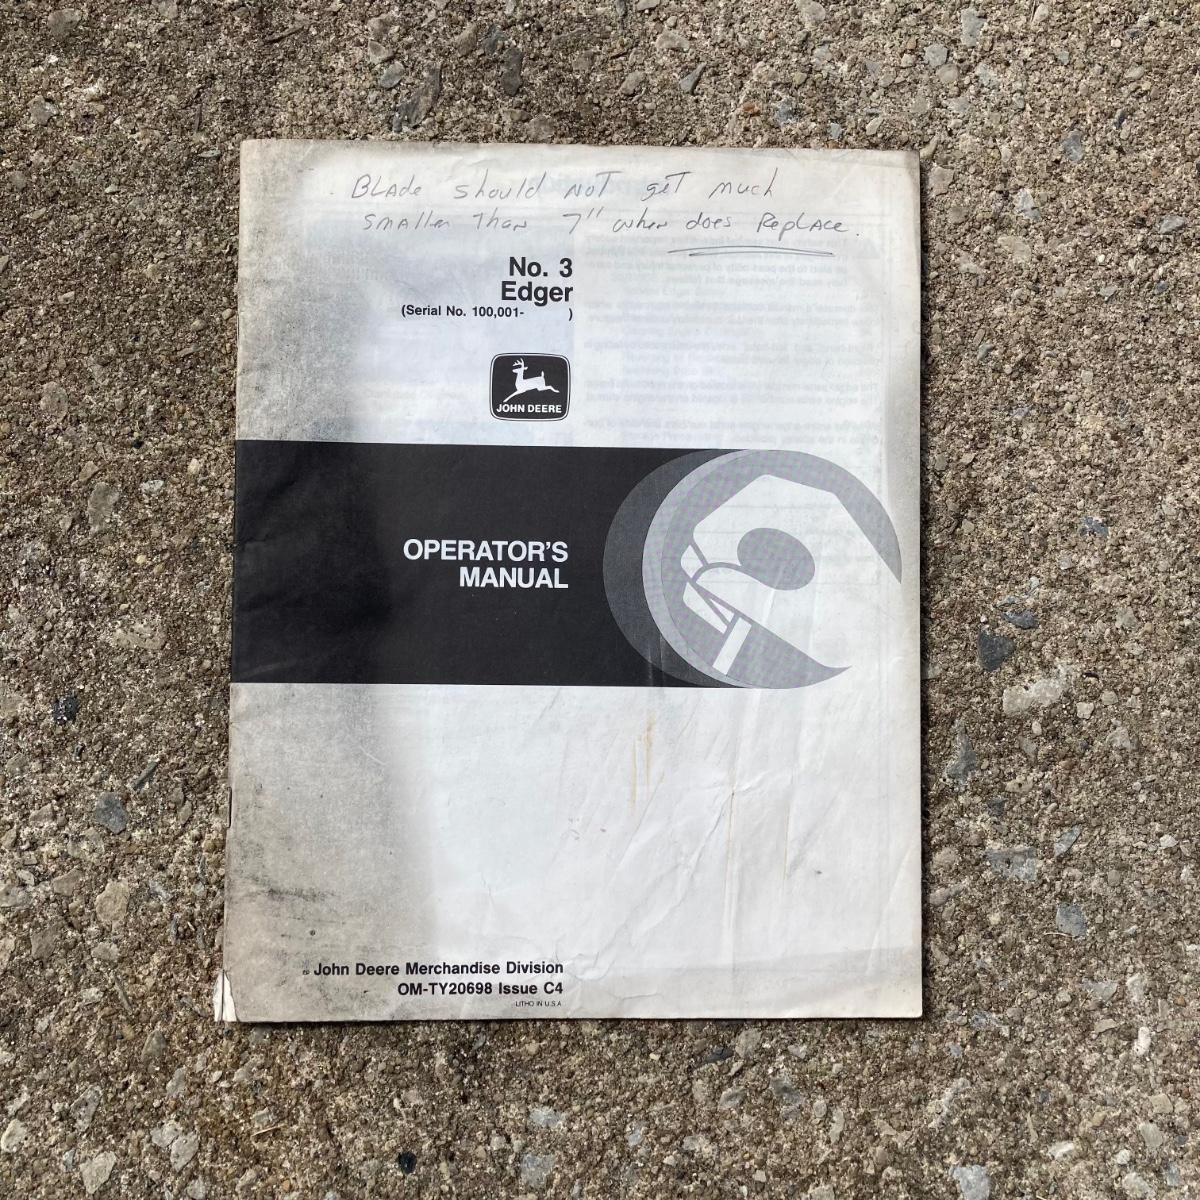 BLade should NOT get much
smaller Than 7" when does RepLAce.
No. 3
Edger
(Serial No. 100,001- )
JOHN DEERE
OPERATOR'S
MANUAL
John Deere Merchandise Division
OM-TY20698 Issue C4
LITHO IN U.S.A